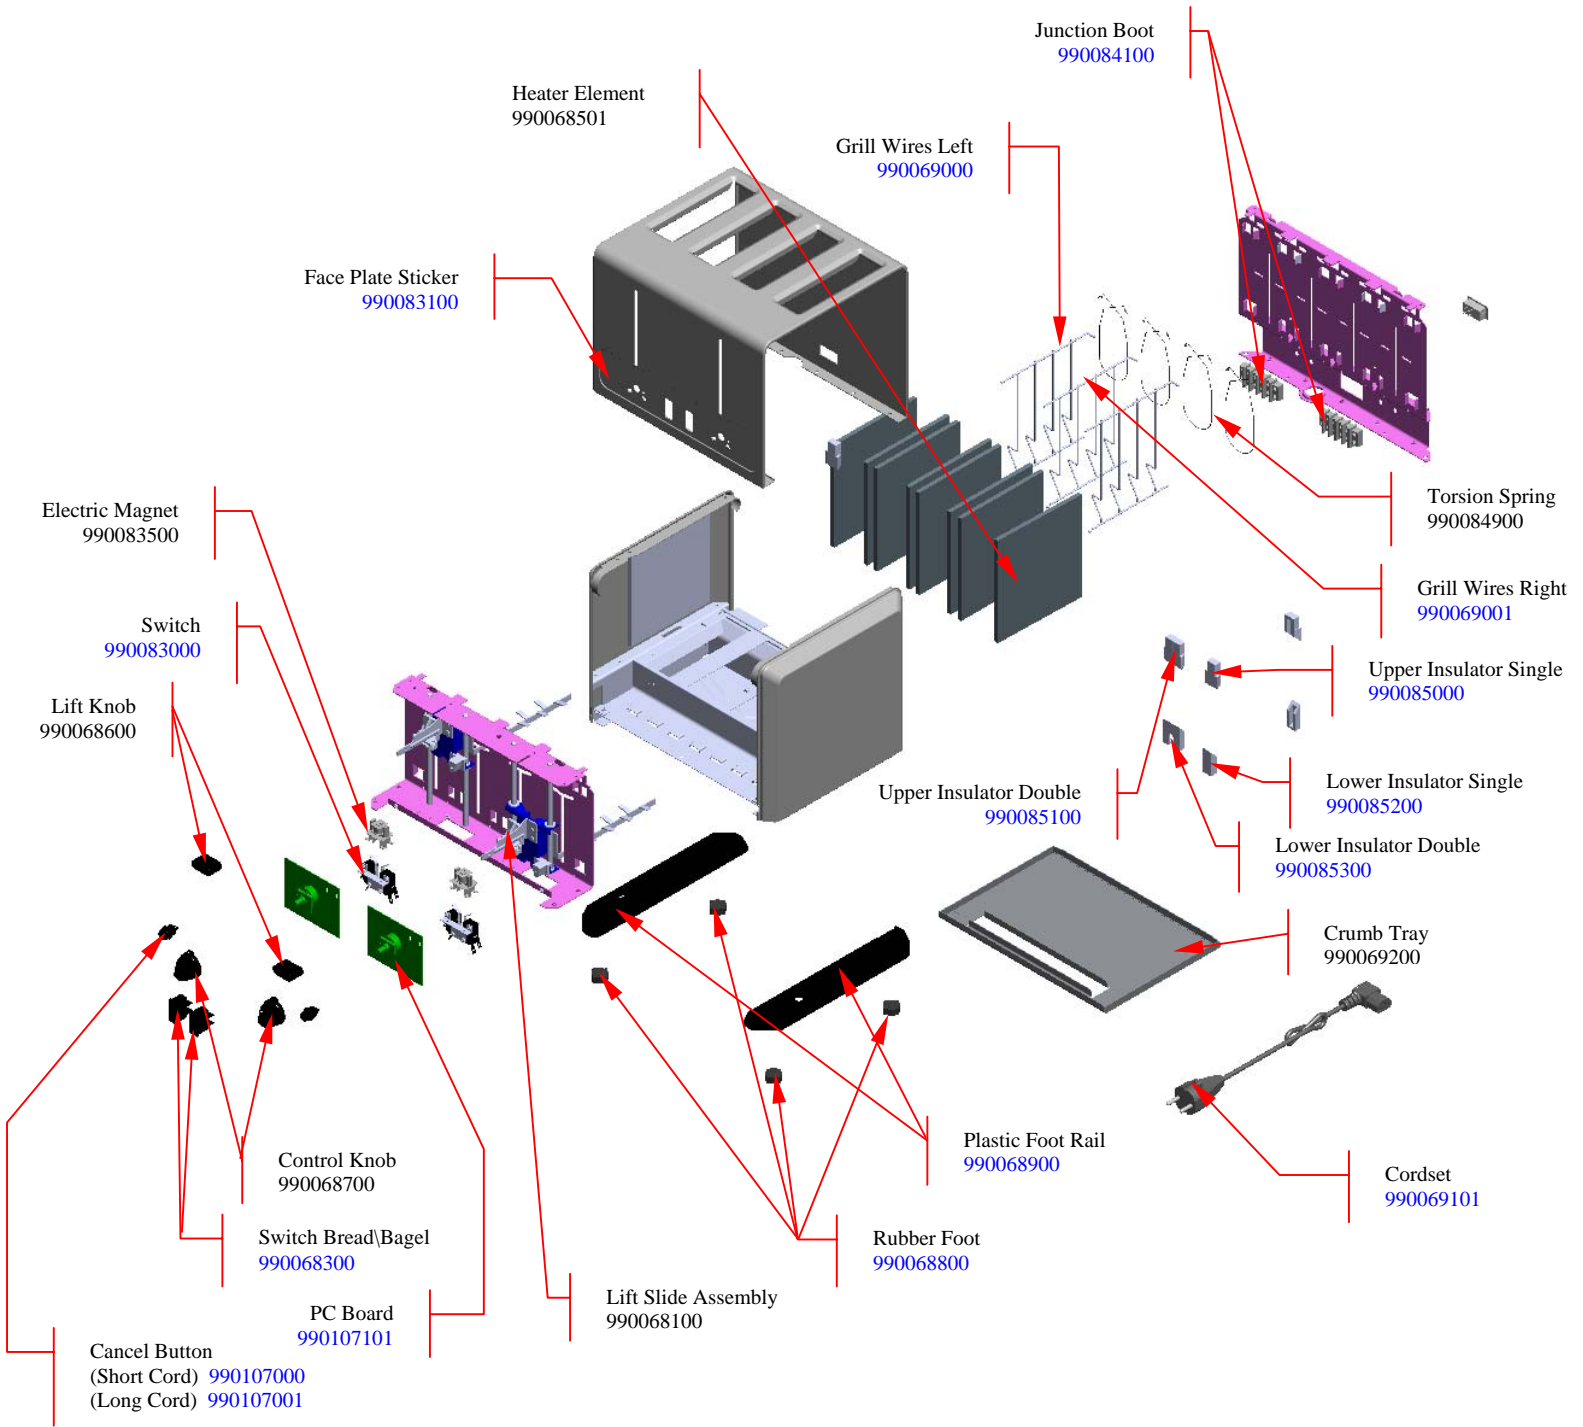 Junction Boot
990084100
Heater Element
990068501
Grill Wires Left
990069000
Face Plate Sticker
990083100
Electric Magnet
990083500
Torsion Spring
990084900
Grill Wires Right
990069001
Switch
990083000
Upper Insulator Single
990085000
Lift Knob
990068600
Lower Insulator Single
990085200
Upper Insulator Double
990085100
Lower Insulator Double
990085300
Crumb Tray
990069200
Plastic Foot Rail
990068900
Control Knob
990068700
Cordset
990069101
Switch Bread\Bagel
990068300
Rubber Foot
990068800
Lift Slide Assembly
990068100
PC Board
990107101
Cancel Button
(Short Cord) 990107000
(Long Cord) 990107001